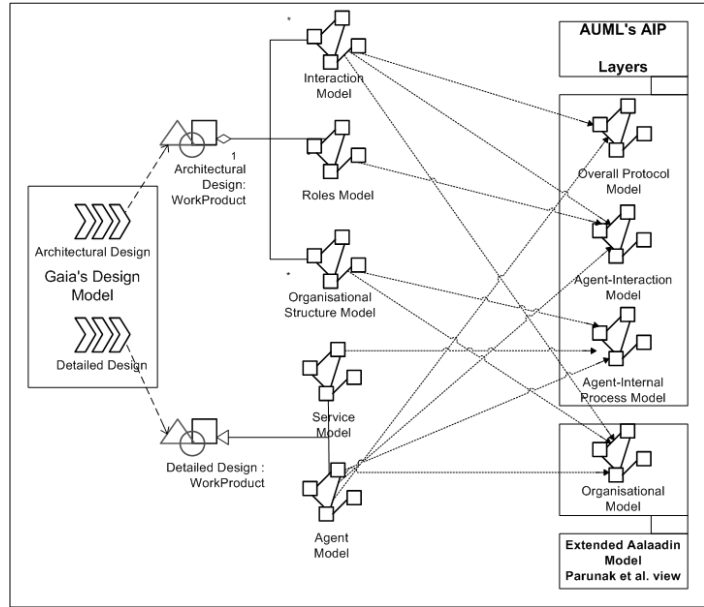 *
Interaction
Model
AUML's AIP
Layers
1
Architectural
Design:
WorkProduct
Roles Model
Overall Protocol
Model
Architectural Design
Gaia's Design
Model
Detailed Design
*
Organisational
Structure Model
Agent-Interaction
Model
Service
Model
Agent-Internal
Process Model
Detailed Design :
WorkProduct
Agent
Model
Organisational
Model
Extended Aalaadin
Model
Parunak et al. view